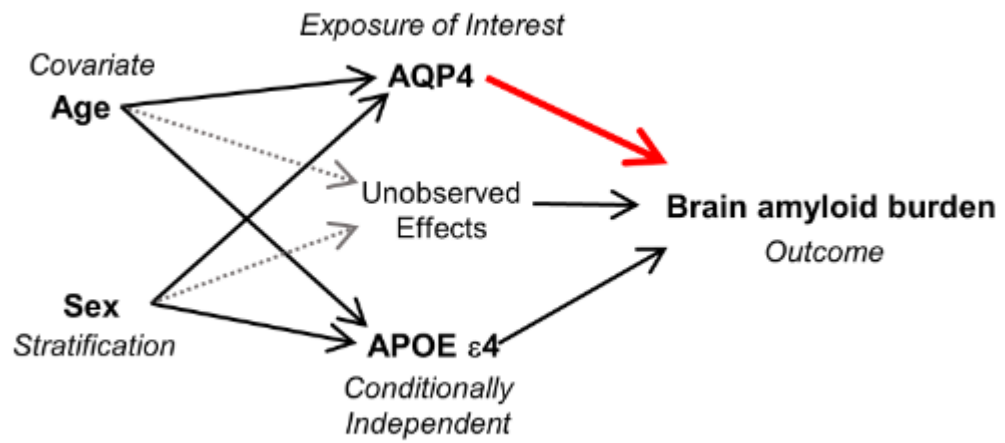 Exposure of Interest
Covariate
Age
AQP4
Unobserved
Effects
Brain amyloid burden
Outcome
Sex
Stratification
APOE ε4
Conditionally
Independent